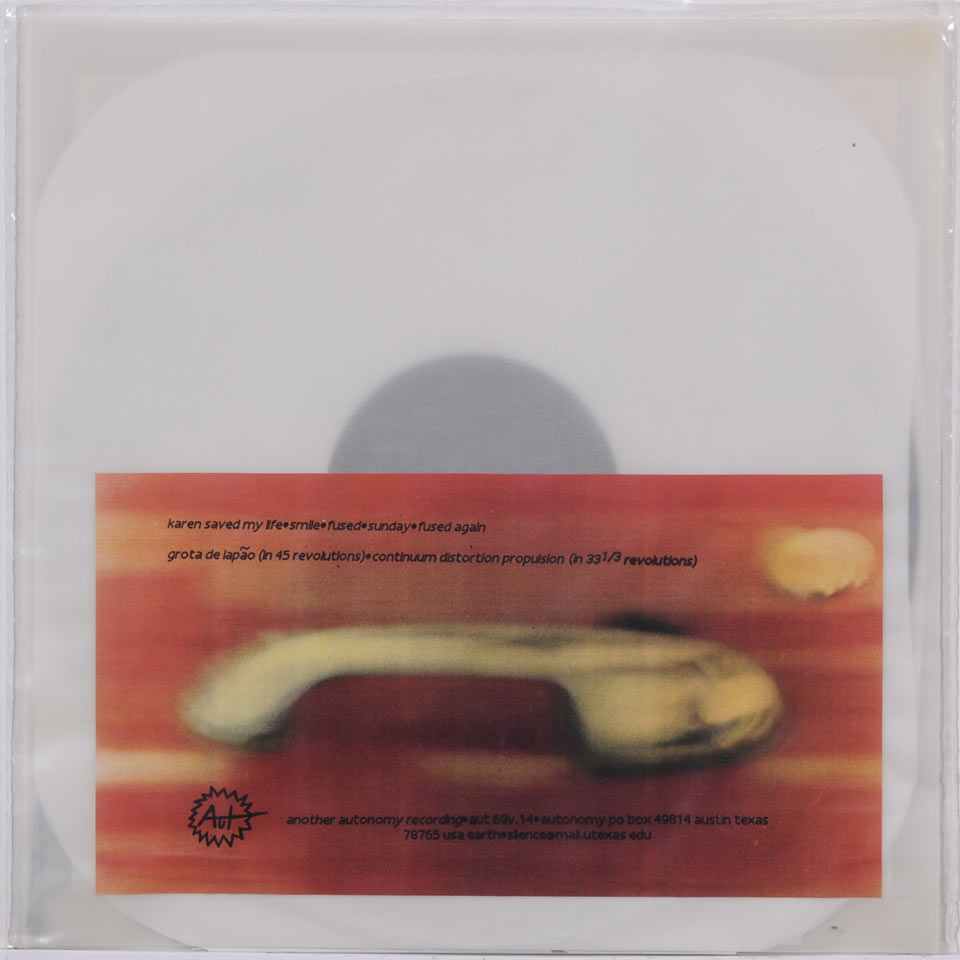 karen saved my life•smile•fused•sunday•fused again
grota de lapão (in 45 revolutions)•continuum distortion propulsion (in 33 1/3 revolutions)
Aut
another autonomy recording•aut 69v.14•autonomy po box 49814 austin texas
78765 usa earth•silence@mail.utexas edu